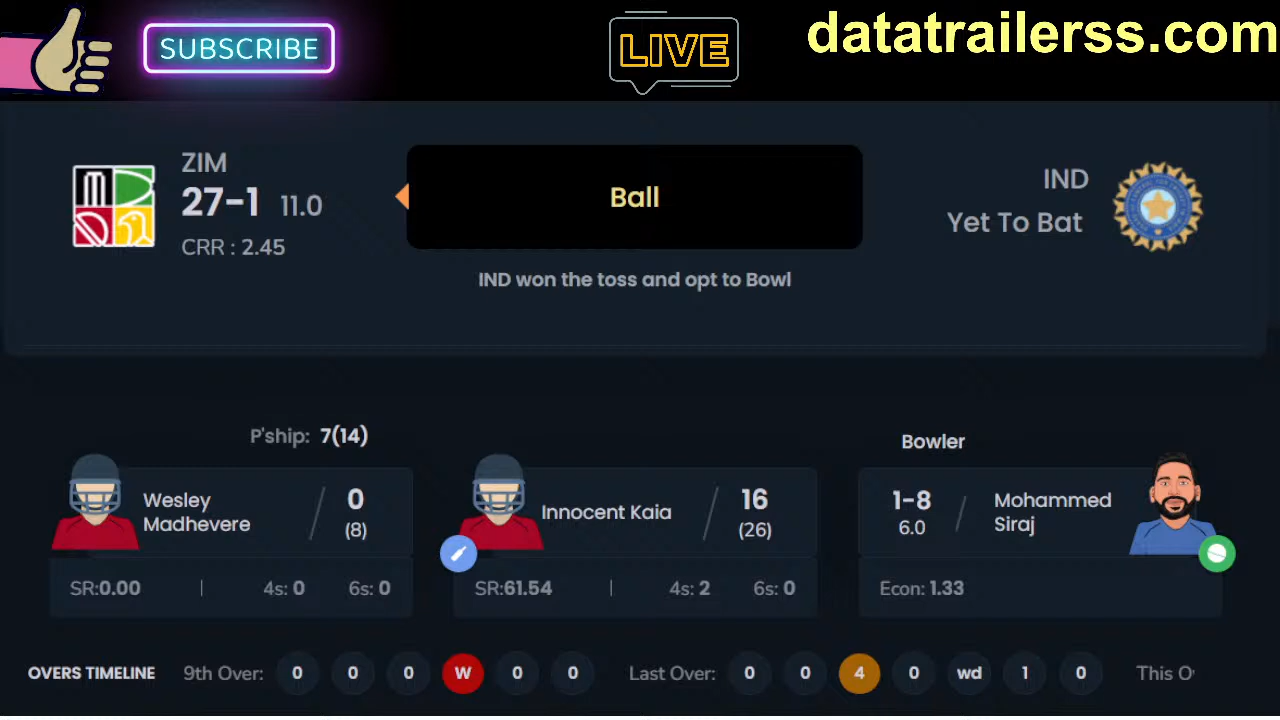 SUBSCRIBE
LIVE
datatrailerss.com
ZIM
27-1 11.0
CRR : 2.45
Ball
IND
Yet To Bat
IND won the toss and opt to Bowl
P'ship: 7(14)
Wesley
Madhevere
0
(8)
SR:0.00 | 4s: 0 6s: 0
Innocent Kaia
16
(26)
SR:61.54 | 4s: 2 6s: 0
Bowler
1-8
6.0
Mohammed
Siraj
Econ: 1.33
OVERS TIMELINE 9th Over: 0 0 0 W 0 0 Last Over: 0 0 4 0 wd 1 0 This